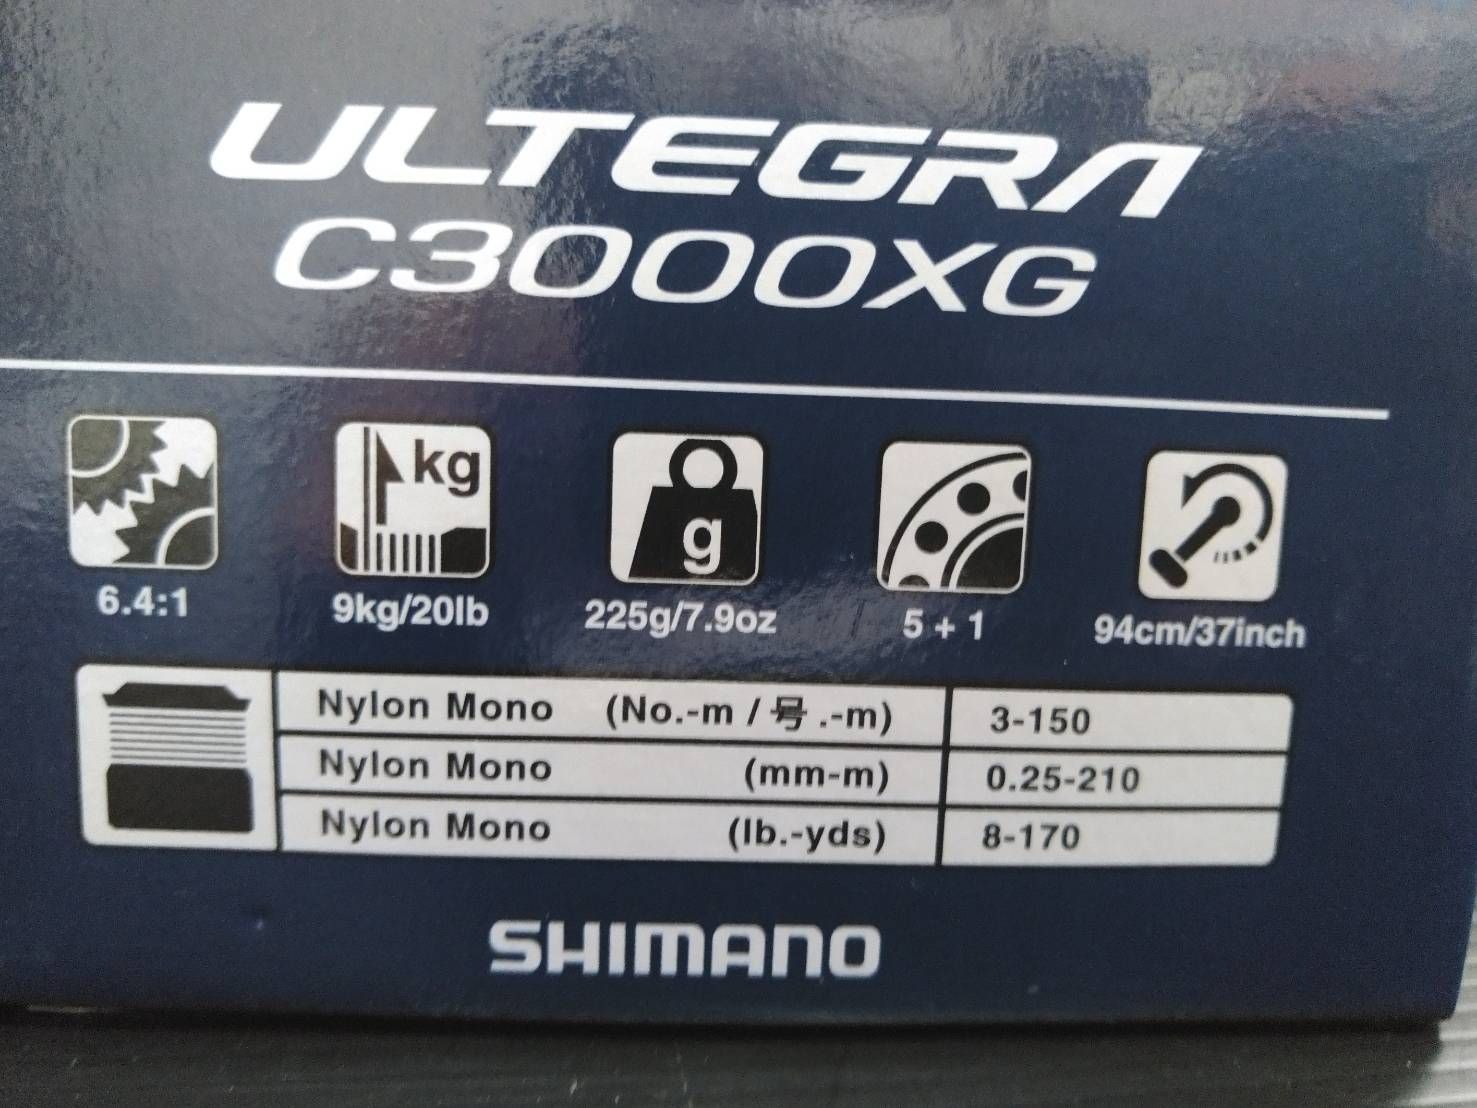 ULTEGRA
C3000XG
kg
g
6.4:1
9kg/20lb
225g/7.9oz
5 + 1
94cm/37inch
Nylon Mono (No.-m / 号.-m) 3-150
Nylon Mono (mm-m) 0.25-210
Nylon Mono (lb.-yds) 8-170
SHIMANO